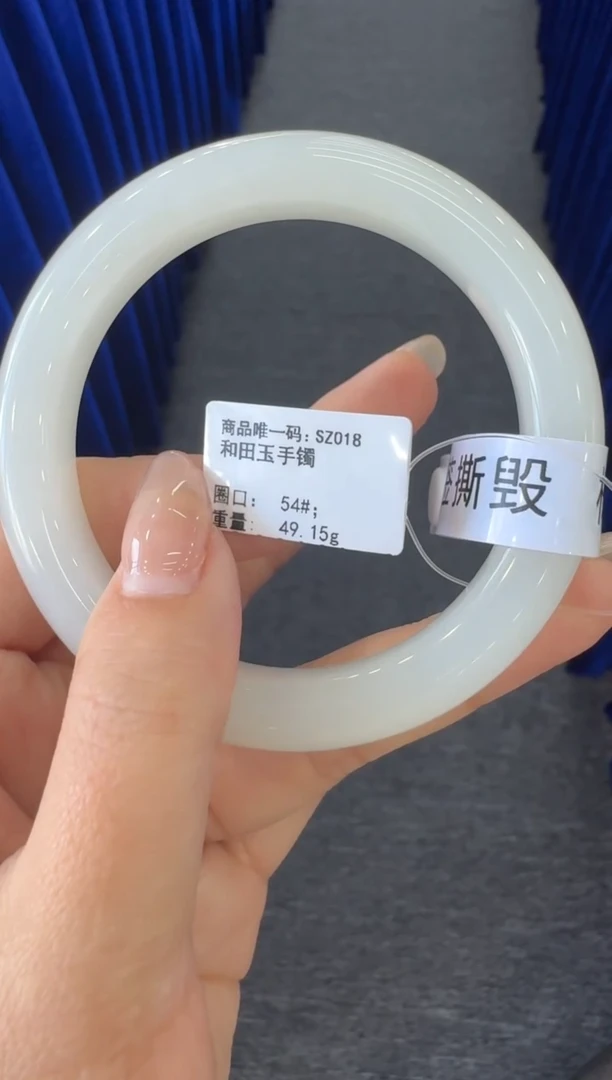 商品唯一码: SZ018
和田玉手镯
圈口: 54#;
重量: 49.15g
撕毁